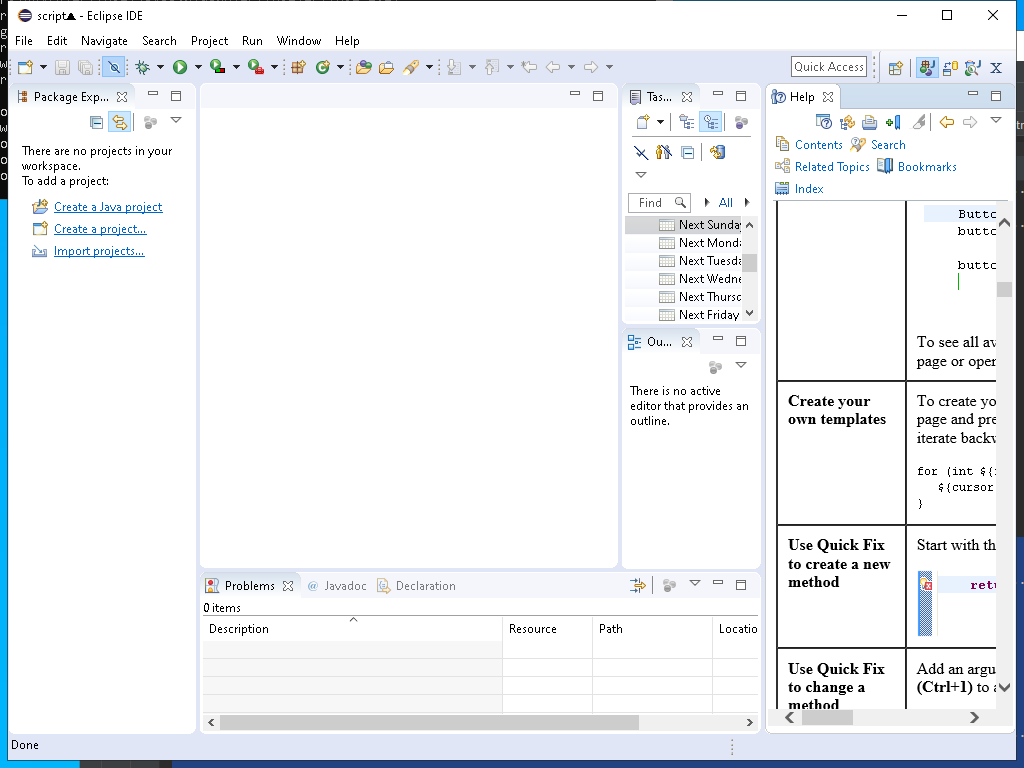 script▲ - Eclipse IDE
File Edit Navigate Search Project Run Window Help
Quick Access
Package Exp...
There are no projects in your
workspace.
To add a project:
Create a Java project
Create a project...
Import projects...
Tas...
Find
All
Next Sunday
Next Monda
Next Tuesda
Next Wedne
Next Thursd
Next Friday
Ou...
There is no active
editor that provides an
outline.
Help
Contents Search
Related Topics Bookmarks
Index
Butto
butto
butto
To see all av
page or oper
Create your
own templates
To create yo
page and pre
iterate backw
for (int ${
${cursor
}
Use Quick Fix
to create a new
method
Start with th
retu
Use Quick Fix
to change a
method
Add an argu
(Ctrl+1) to a
Problems @ Javadoc Declaration
0 items
Description Resource Path Locatio
Done